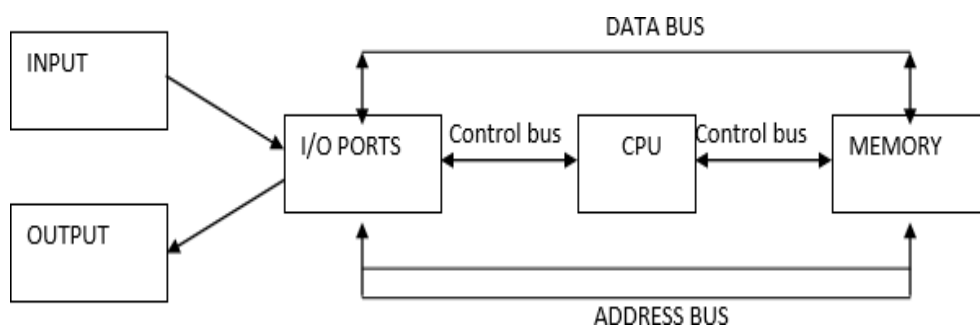 DATA BUS
INPUT
I/O PORTS
Control bus
CPU
Control bus
MEMORY
OUTPUT
ADDRESS BUS